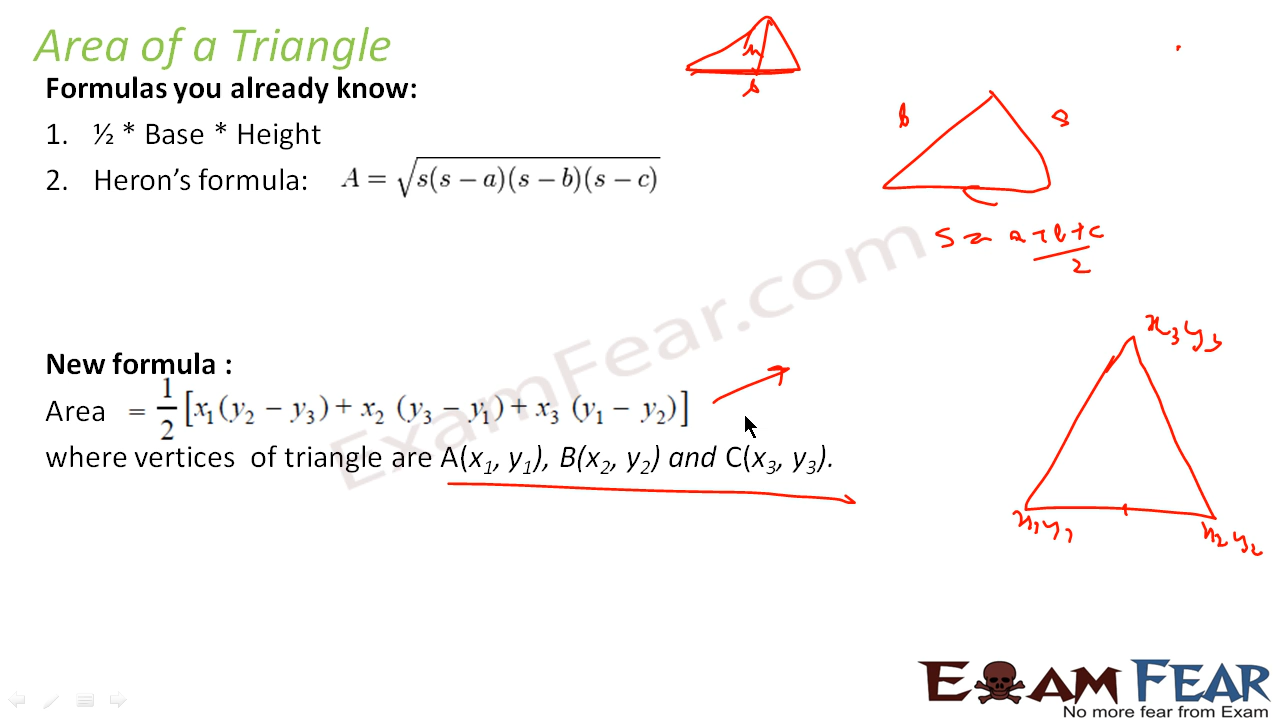 Area of a Triangle
Formulas you already know:
1. ½ * Base * Height
2. Heron's formula: A = √s(s − a)(s − b)(s − c)
h
b
b
a
s = a+b+c
2
ExamFear.com
x₃y₃
New formula :
Area = 1/2 [x₁(y₂ − y₃) + x₂ (y₃ − y₁) + x₃ (y₁ − y₂)]
where vertices of triangle are A(x₁, y₁), B(x₂, y₂) and C(x₃, y₃).
x₁y₁
x₂y₂
EXAM FEAR
No more fear from Exam